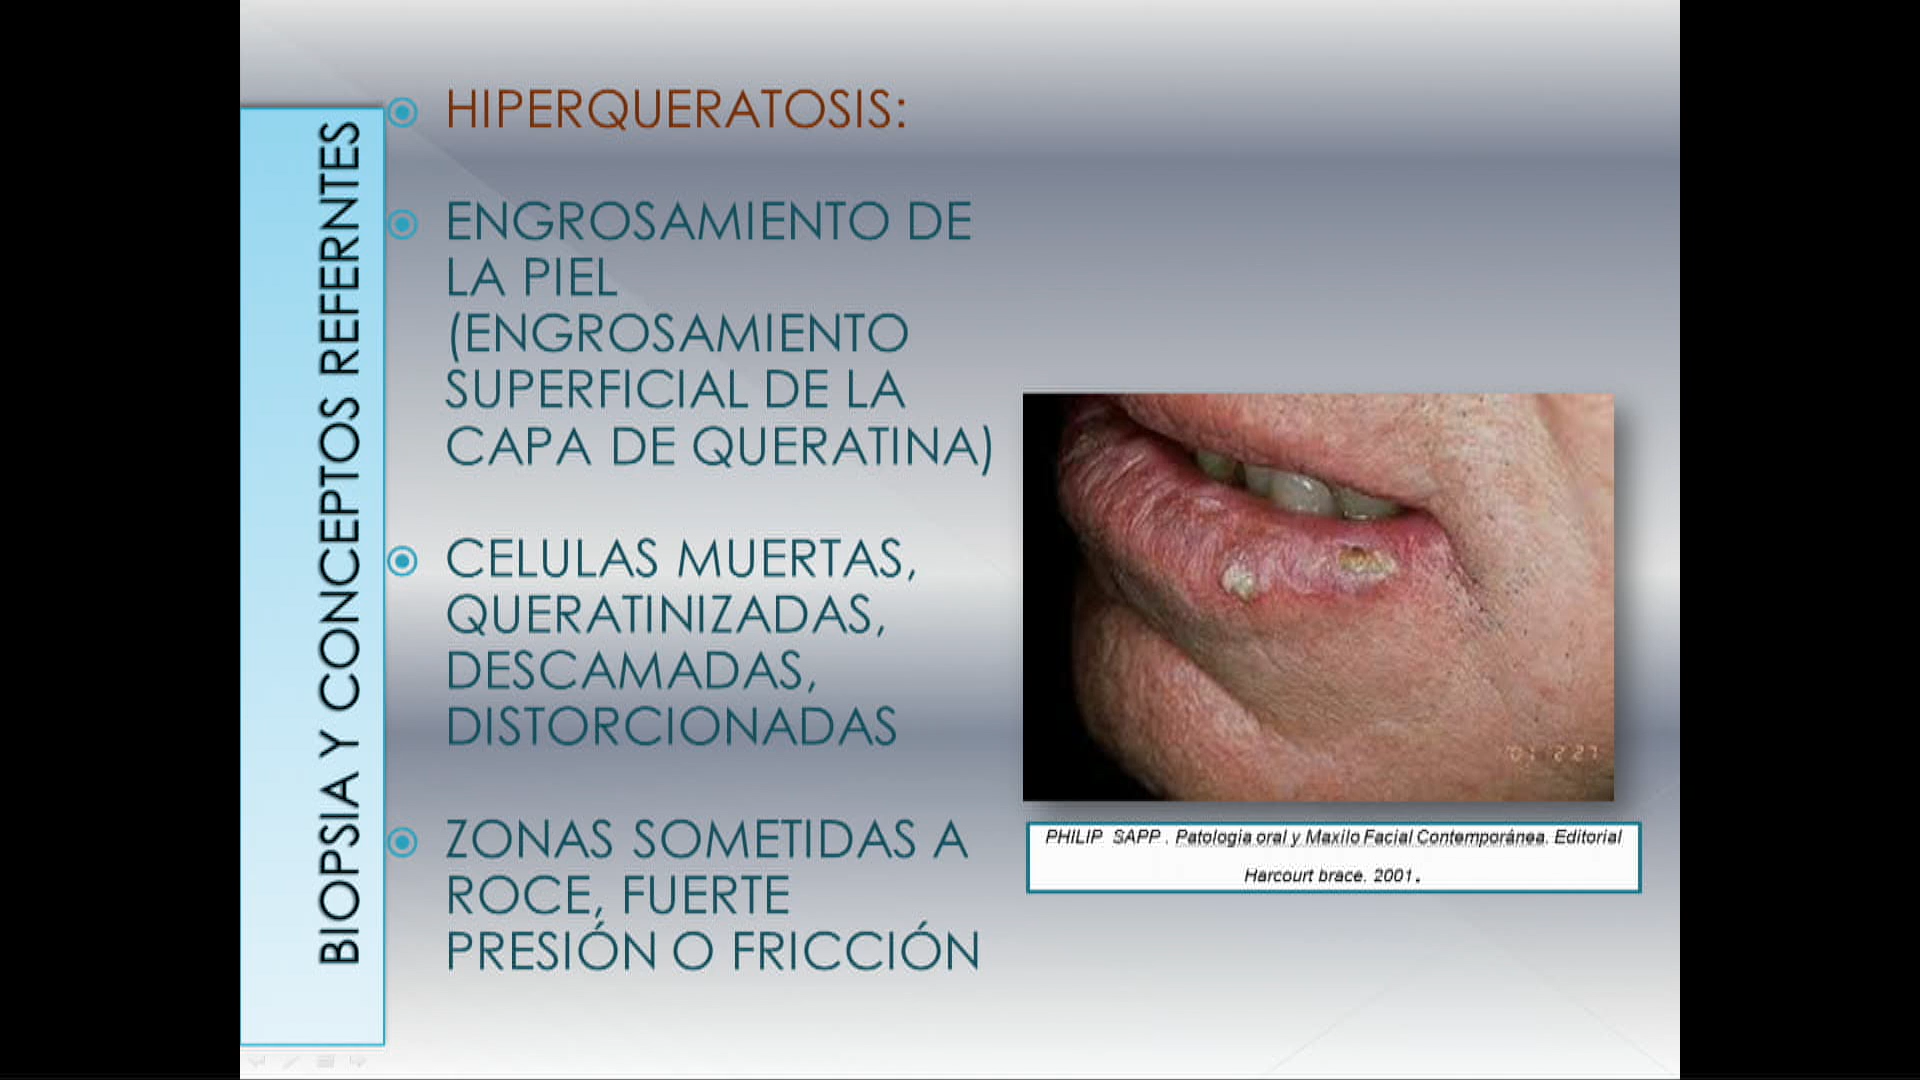 BIOPSIA Y CONCEPTOS REFERNTES
HIPERQUERATOSIS:
ENGROSAMIENTO DE
LA PIEL
(ENGROSAMIENTO
SUPERFICIAL DE LA
CAPA DE QUERATINA)
CELULAS MUERTAS,
QUERATINIZADAS,
DESCAMADAS,
DISTORCIONADAS
ZONAS SOMETIDAS A
ROCE, FUERTE
PRESIÓN O FRICCIÓN
PHILIP SAPP . Patologia oral y Maxilo Facial Contemporánea. Editorial
Harcourt brace. 2001.